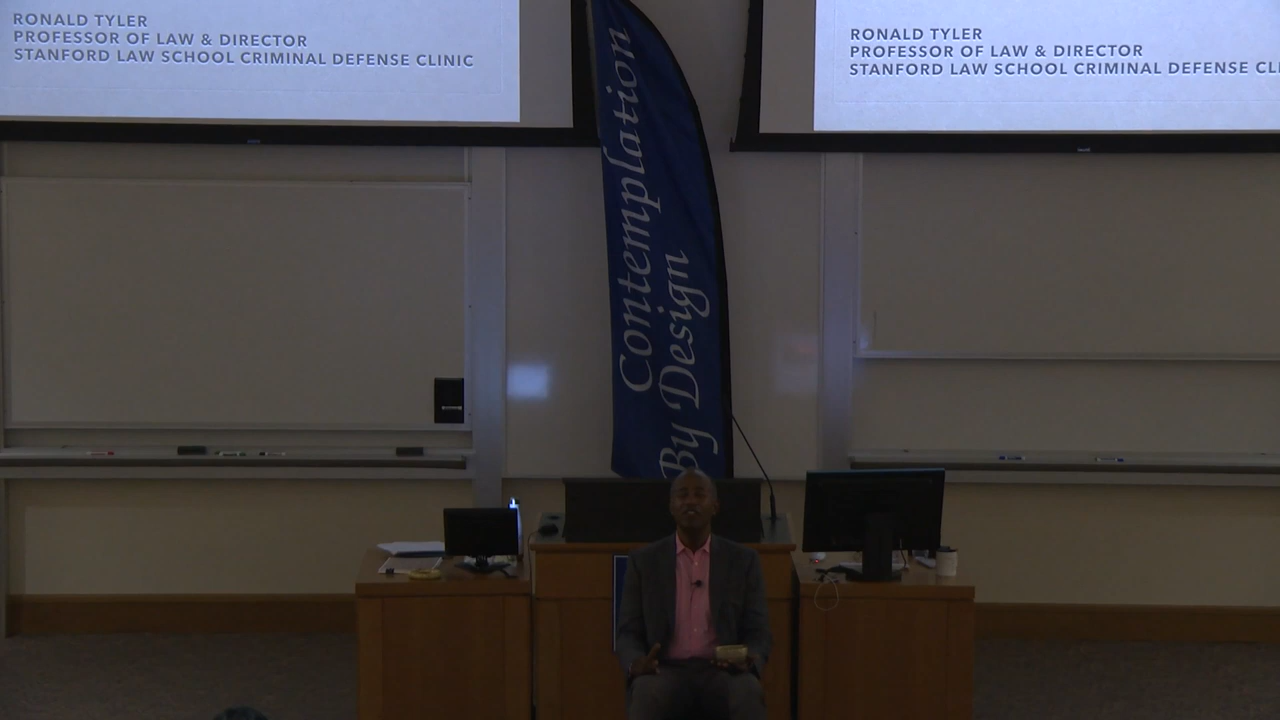 RONALD TYLER
PROFESSOR OF LAW & DIRECTOR
STANFORD LAW SCHOOL CRIMINAL DEFENSE CLINIC
Contemplation
By Design
RONALD TYLER
PROFESSOR OF LAW & DIRECTOR
STANFORD LAW SCHOOL CRIMINAL DEFENSE CLI